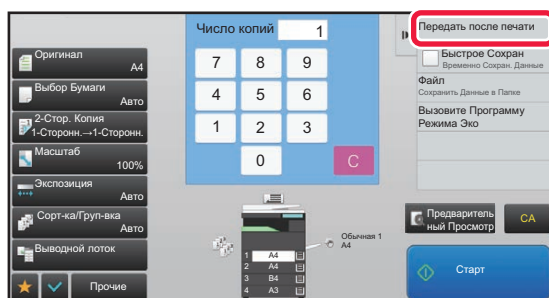 Оригинал
A4
Выбор Бумаги
Авто
2-Стор. Копия
1-Сторонн.→1-Сторонн.
Масштаб
100%
Экспозиция
Авто
Сорт-ка/Груп-вка
Авто
Выводной лоток
Прочие
Число копий 1
7 8 9
4 5 6
1 2 3
0 C
Обычная 1
A4
1 A4
2 A4
3 B4
4 A3
Передать после печати
Быстрое Сохран
Временно Сохран. Данные
Файл
Сохранить Данные в Папке
Вызовите Программу
Режима Эко
Предваритель
ный Просмотр
CA
Старт